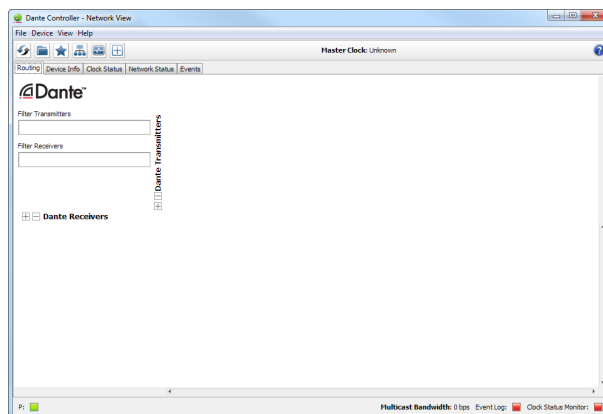 Dante Controller - Network View
File Device View Help
Master Clock: Unknown
Routing Device Info Clock Status Network Status Events
Dante™
Filter Transmitters
Filter Receivers
Dante Transmitters
Dante Receivers
P: Multicast Bandwidth: 0 bps Event Log: Clock Status Monitor: